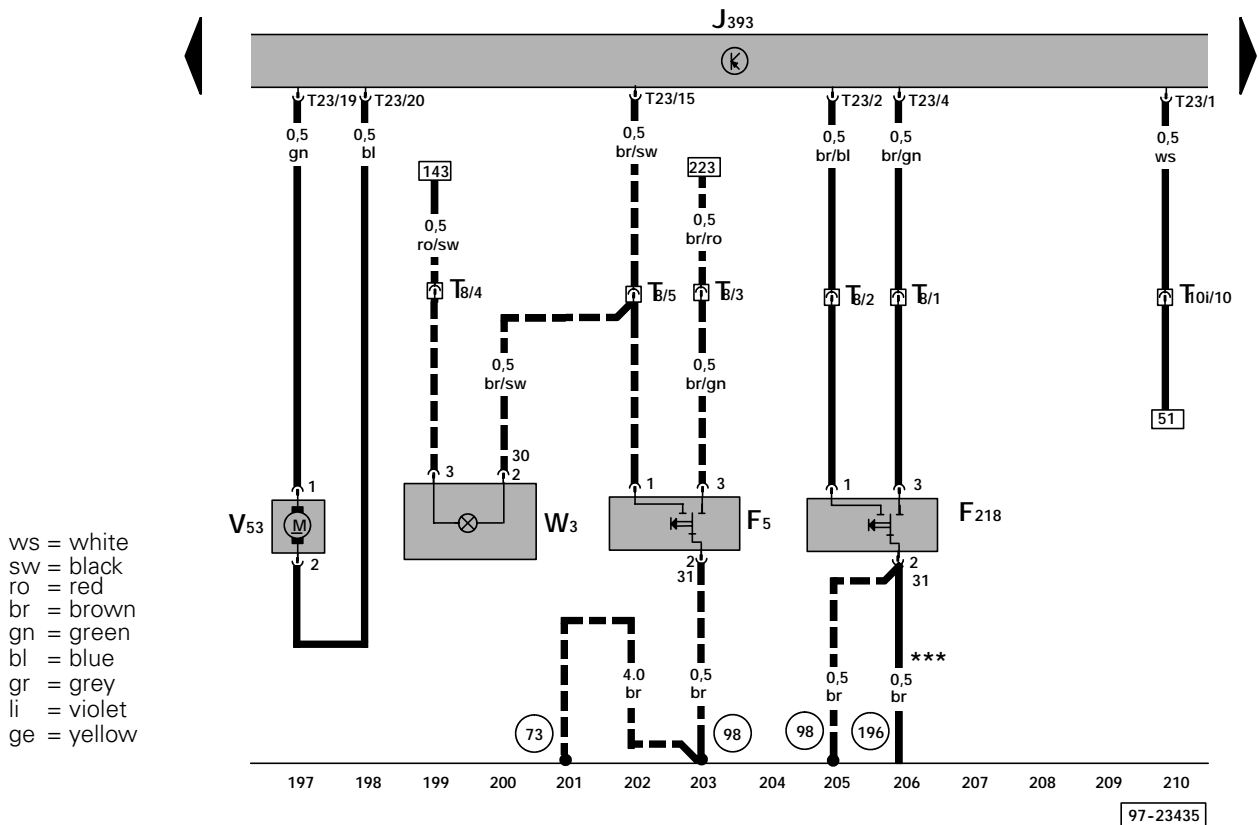 J393
T23/19 T23/20 T23/15 T23/2 T23/4 T23/1
0,5 gn
0,5 bl
0,5 br/sw
0,5 br/bl
0,5 br/gn
0,5 ws
143
223
0,5 ro/sw
0,5 br/ro
T8/4 T8/5 T8/3 T8/2 T8/1 T10i/10
0,5 br/sw
0,5 br/gn
51
30
3 2 1 3 1 3
1
V53 M W3 F5 F218
2
2
31
2
31
ws = white
sw = black
ro = red
br = brown
gn = green
bl = blue
gr = grey
li = violet
ge = yellow
***
4.0 br
0,5 br
0,5 br
0,5 br
73 98 98 196
197 198 199 200 201 202 203 204 205 206 207 208 209 210
97-23435